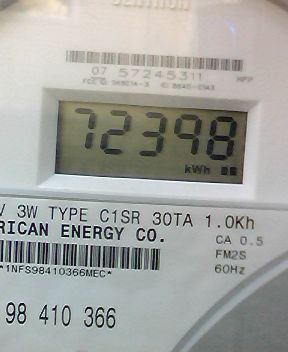 CENTRON
07 57245311
72398
kWh
V 3W TYPE C1SR 30TA 1.0Kh
RICAN ENERGY CO.
CA 0.5
FM2S
60Hz
*1NFS98410366MEC*
98 410 366